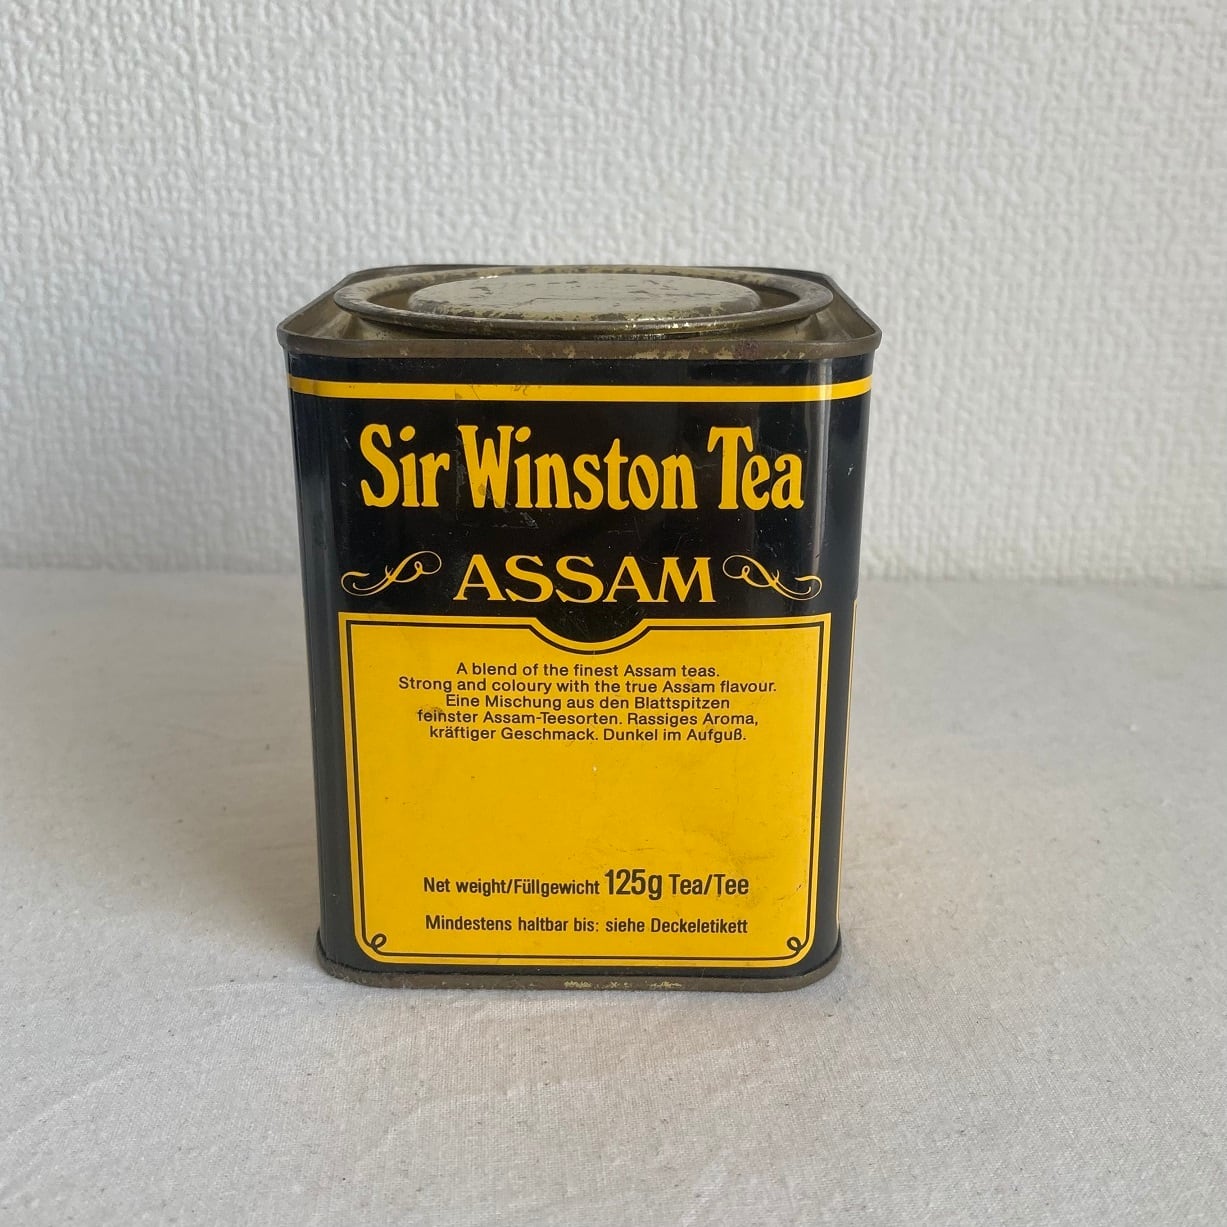 Sir Winston Tea
ASSAM
A blend of the finest Assam teas.
Strong and coloury with the true Assam flavour.
Eine Mischung aus den Blattspitzen
feinster Assam-Teesorten. Rassiges Aroma,
kräftiger Geschmack. Dunkel im Aufguß.
Net weight/Füllgewicht 125g Tea/Tee
Mindestens haltbar bis: siehe Deckeletikett